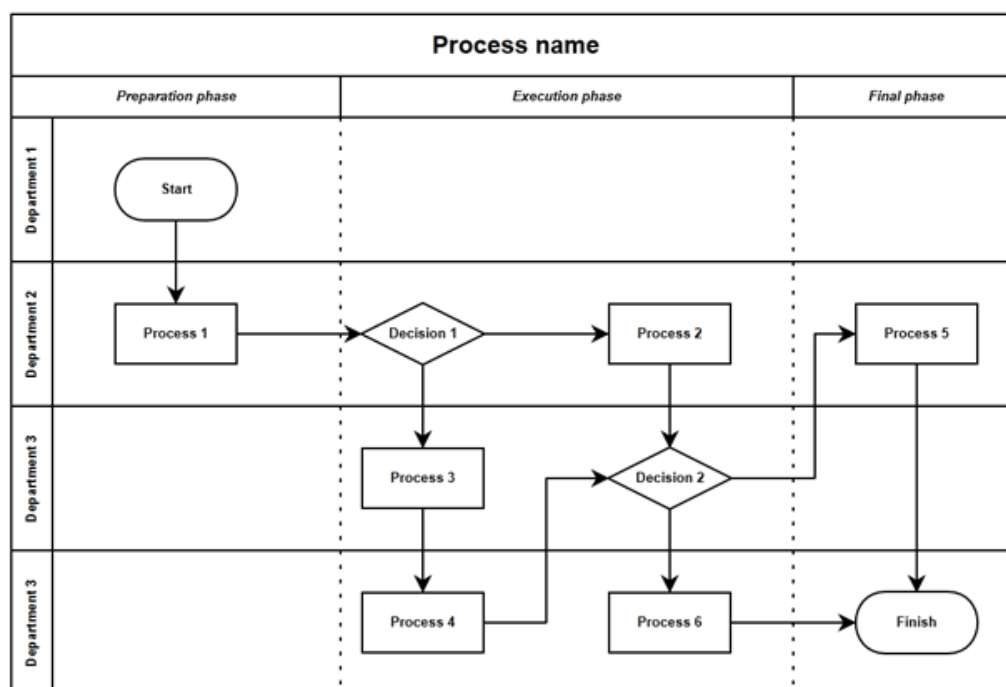 Process name
Preparation phase
Execution phase
Final phase
Department 1
Start
Department 2
Process 1
Decision 1
Process 2
Process 5
Department 3
Process 3
Decision 2
Department 3
Process 4
Process 6
Finish